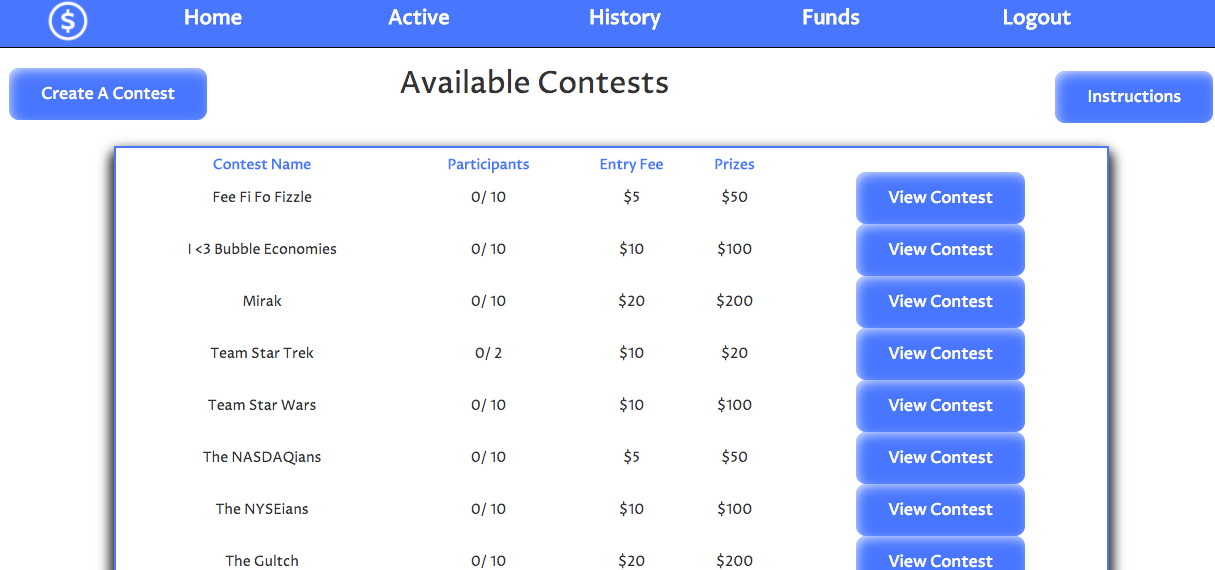 $ Home Active History Funds Logout
Create A Contest Available Contests Instructions
Contest Name Participants Entry Fee Prizes
Fee Fi Fo Fizzle 0/ 10 $5 $50 View Contest
I <3 Bubble Economies 0/ 10 $10 $100 View Contest
Mirak 0/ 10 $20 $200 View Contest
Team Star Trek 0/ 2 $10 $20 View Contest
Team Star Wars 0/ 10 $10 $100 View Contest
The NASDAQians 0/ 10 $5 $50 View Contest
The NYSEians 0/ 10 $10 $100 View Contest
The Gultch 0/ 10 $20 $200 View Contest